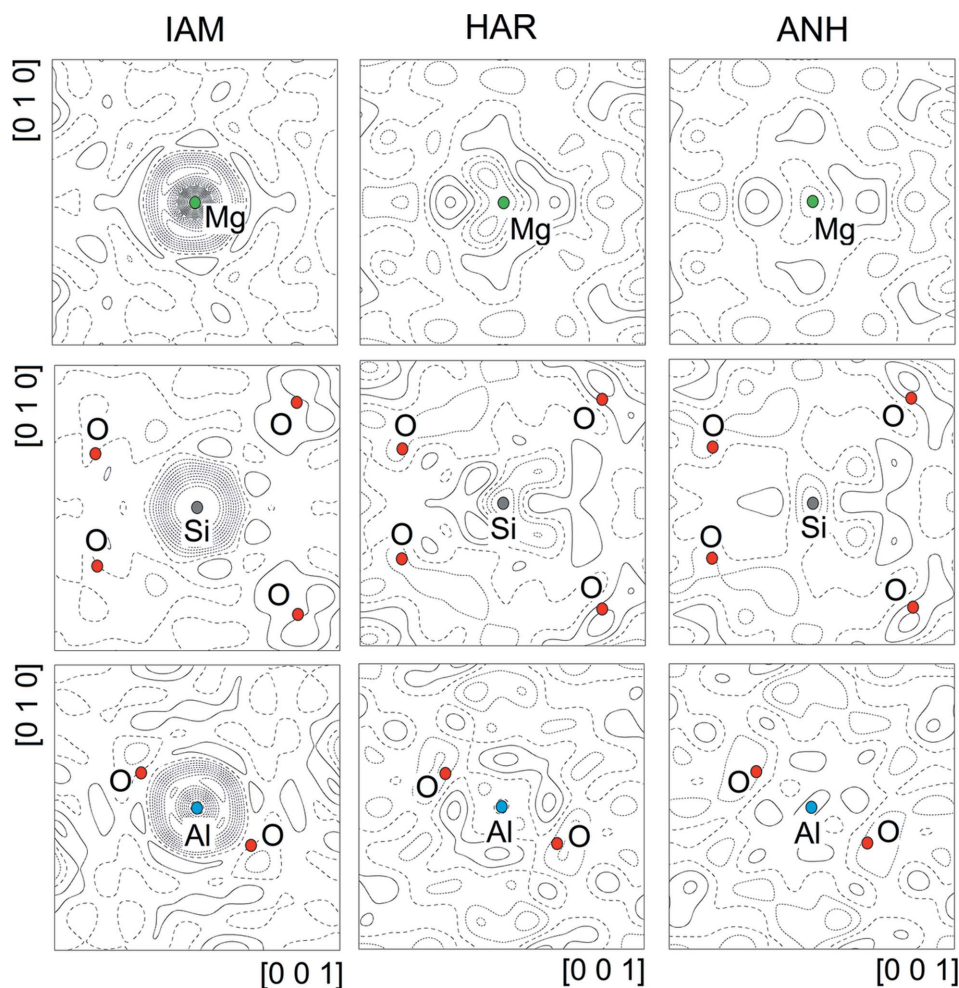 IAM HAR ANH
[0 1 0]
Mg Mg Mg
[0 1 0]
O O O O O O
Si Si Si
O O O O O O
[0 1 0]
O O O
Al Al Al
O O O
[0 0 1] [0 0 1] [0 0 1]